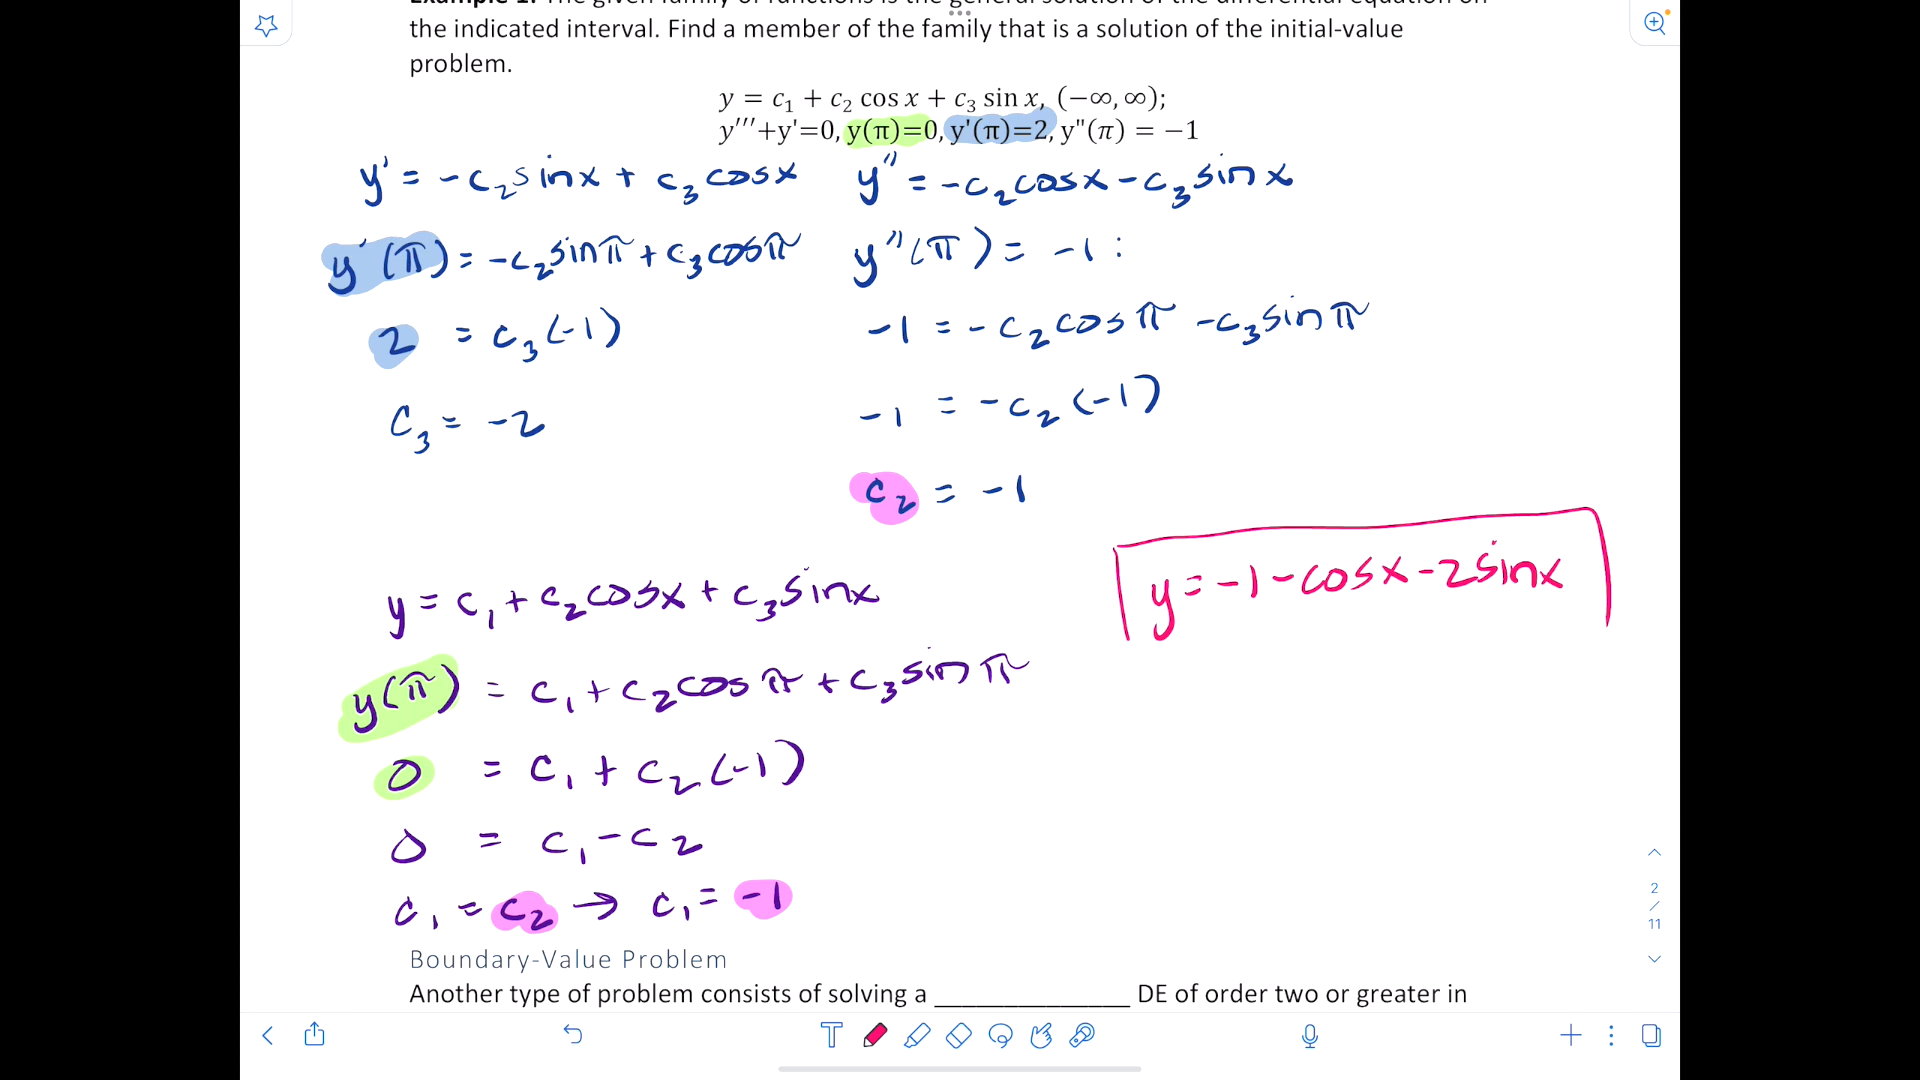 the indicated interval. Find a member of the family that is a solution of the initial-value
problem.
y = c₁ + c₂ cos x + c₃ sin x, (−∞, ∞);
y′′′+y'=0, y(π)=0, y'(π)=2, y"(π) = −1
y' = -c₂sinx + c₃cosx
y'(π) = -c₂sinπ + c₃cosπ
2 = c₃(-1)
C₃ = -2
y" = -c₂cosx - c₃sinx
y"(π) = -1 :
-1 = -c₂cosπ - c₃sinπ
-1 = -c₂(-1)
c₂ = -1
y = -1 - cosx - 2sinx
y = c₁ + c₂cosx + c₃sinx
y(π) = c₁ + c₂cosπ + c₃sinπ
0 = c₁ + c₂(-1)
0 = c₁ - c₂
c₁ = c₂ → c₁ = -1
Boundary-Value Problem
Another type of problem consists of solving a ______________ DE of order two or greater in
2
/
11
T